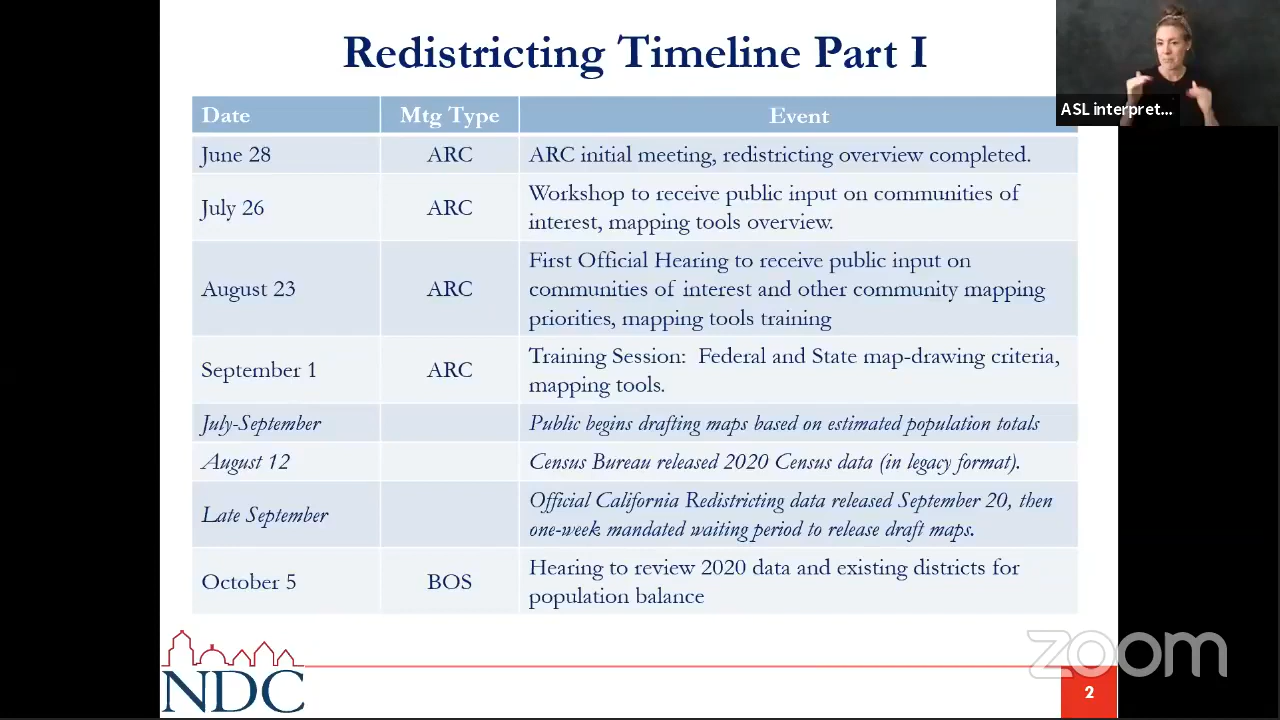 Redistricting Timeline Part I
ASL interpret...
Date Mtg Type Event
June 28 ARC ARC initial meeting, redistricting overview completed.
July 26 ARC Workshop to receive public input on communities of
interest, mapping tools overview.
August 23 ARC First Official Hearing to receive public input on
communities of interest and other community mapping
priorities, mapping tools training
September 1 ARC Training Session: Federal and State map-drawing criteria,
mapping tools.
July-September Public begins drafting maps based on estimated population totals
August 12 Census Bureau released 2020 Census data (in legacy format).
Late September Official California Redistricting data released September 20, then
one-week mandated waiting period to release draft maps.
October 5 BOS Hearing to review 2020 data and existing districts for
population balance
NDC
zoom
2